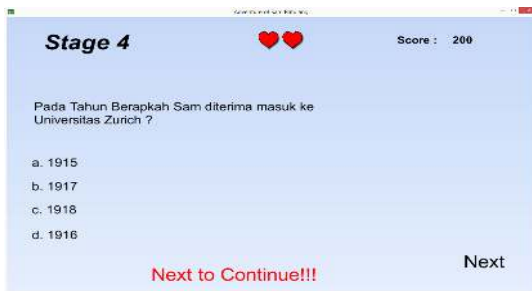 Stage 4
Score : 200
Pada Tahun Berapkah Sam diterima masuk ke
Universitas Zurich ?
a. 1915
b. 1917
c. 1918
d. 1916
Next
Next to Continue!!!